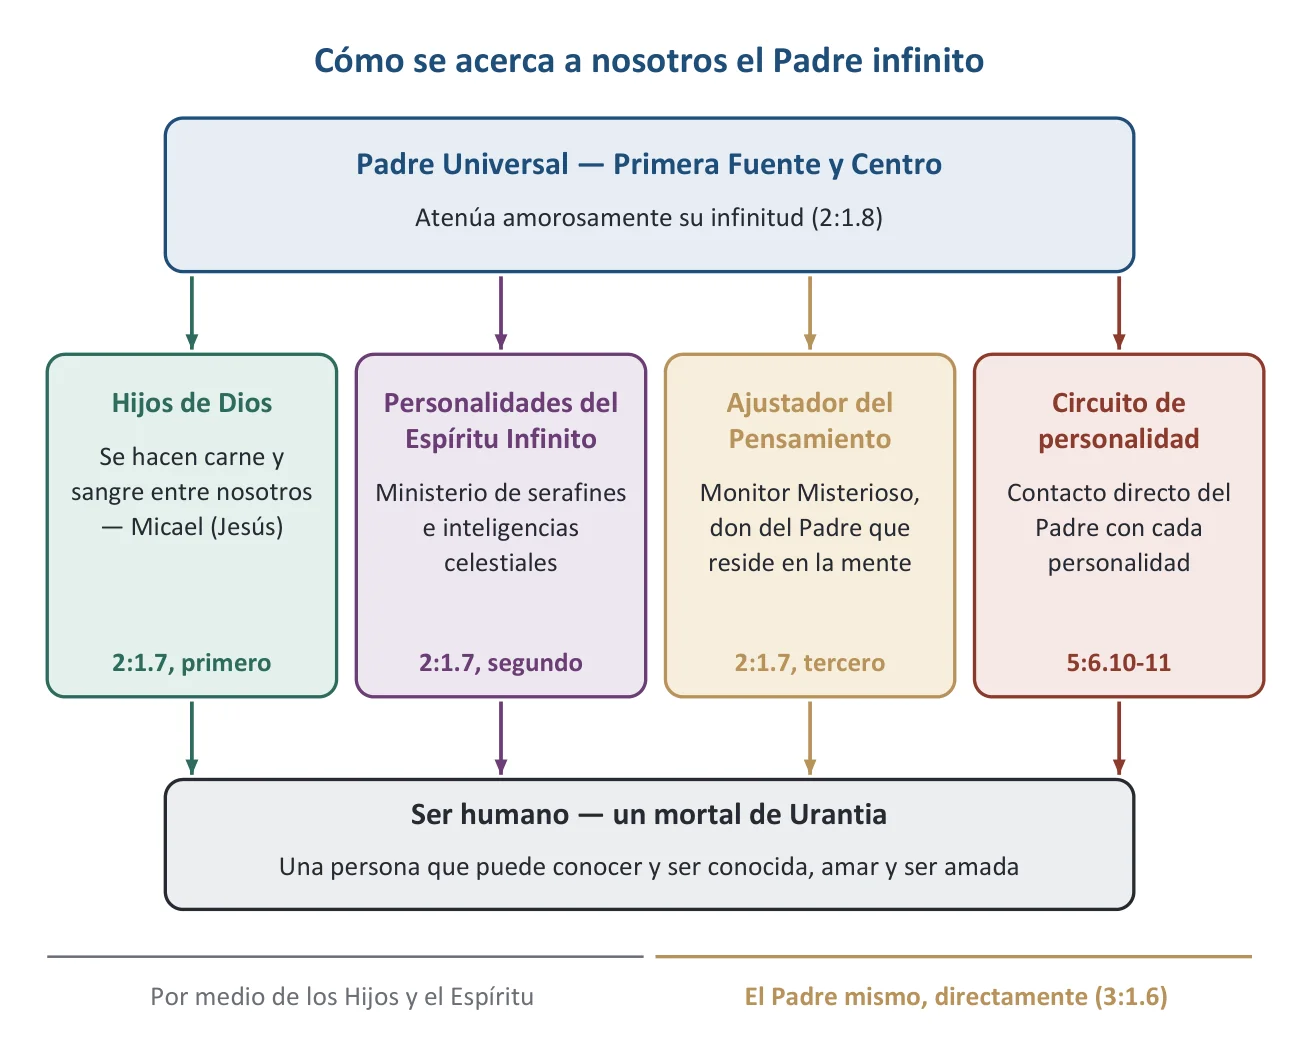 Cómo se acerca a nosotros el Padre infinito
Padre Universal — Primera Fuente y Centro
Atenúa amorosamente su infinitud (2:1.8)
Hijos de Dios
Se hacen carne y
sangre entre nosotros
— Micael (Jesús)
2:1.7, primero
Personalidades del
Espíritu Infinito
Ministerio de serafines
e inteligencias
celestiales
2:1.7, segundo
Ajustador del
Pensamiento
Monitor Misterioso,
don del Padre que
reside en la mente
2:1.7, tercero
Circuito de
personalidad
Contacto directo del
Padre con cada
personalidad
5:6.10-11
Ser humano — un mortal de Urantia
Una persona que puede conocer y ser conocida, amar y ser amada
Por medio de los Hijos y el Espíritu
El Padre mismo, directamente (3:1.6)